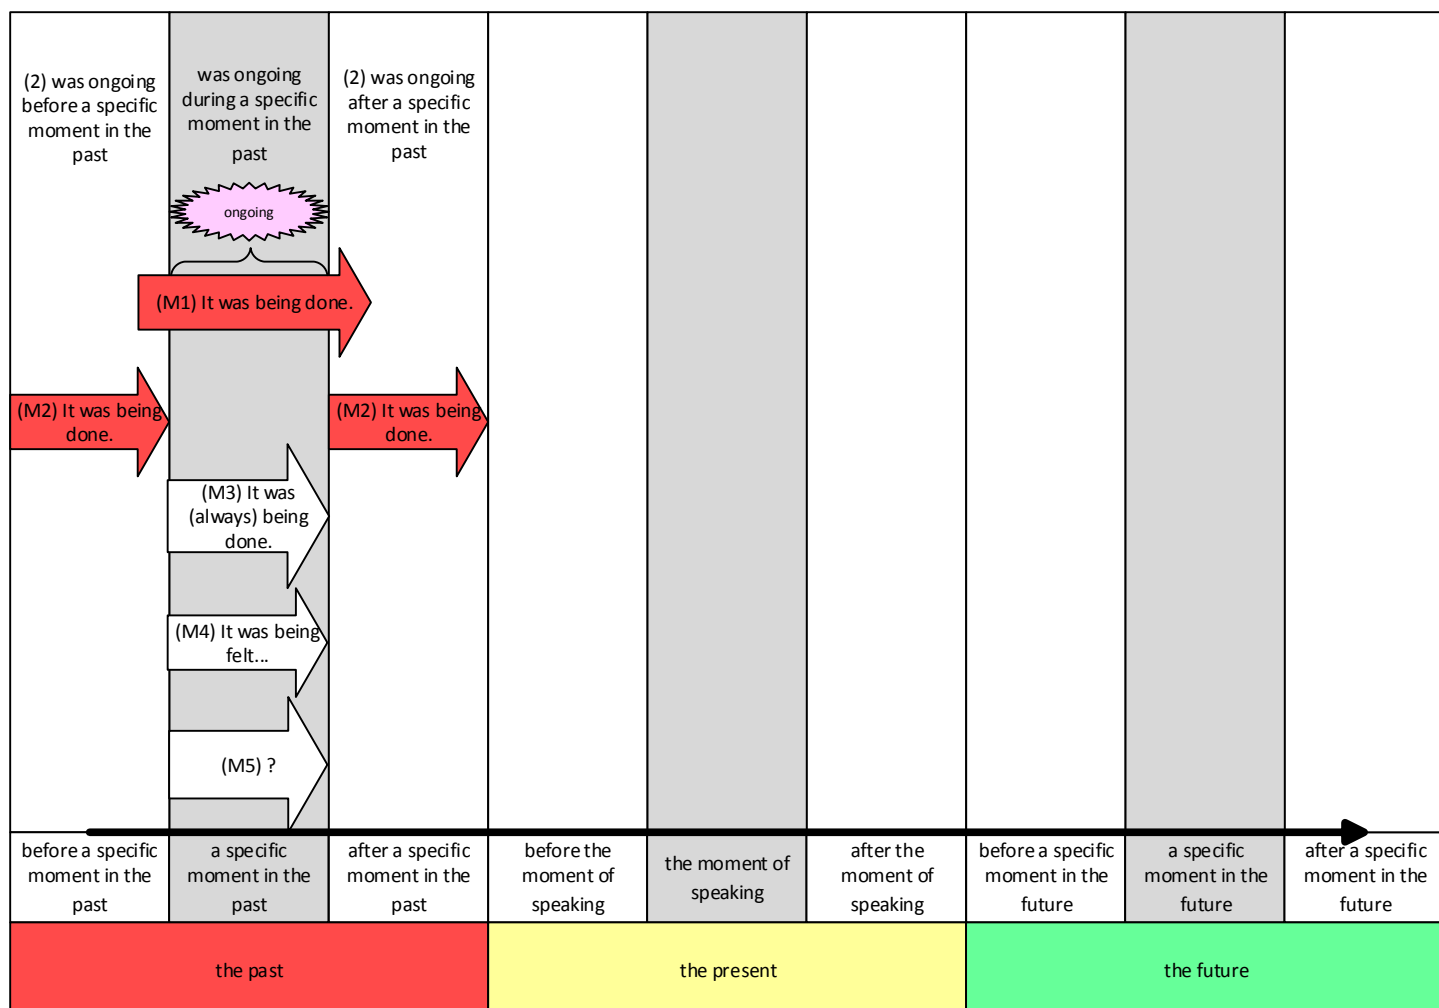 (2) was ongoing
before a specific
moment in the
past
was ongoing
during a specific
moment in the
past
(2) was ongoing
after a specific
moment in the
past
ongoing
(M1) It was being done.
(M2) It was being
done.
(M2) It was being
done.
(M3) It was
(always) being
done.
(M4) It was being
felt...
(M5) ?
before a specific
moment in the
past
a specific
moment in the
past
after a specific
moment in the
past
before the
moment of
speaking
the moment of
speaking
after the
moment of
speaking
before a specific
moment in the
future
a specific
moment in the
future
after a specific
moment in the
future
the past
the present
the future